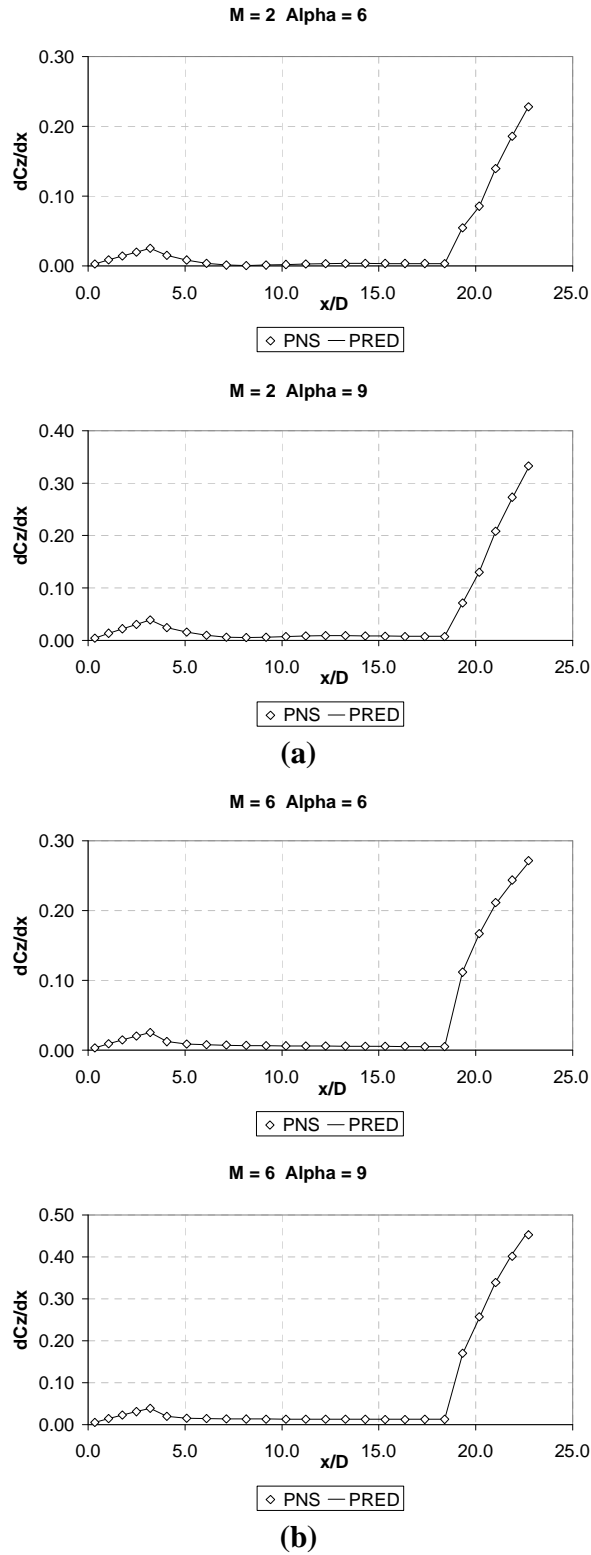 M = 2 Alpha = 6
0.30
0.20
0.10
0.00
dCz/dx
0.0 5.0 10.0 15.0 20.0 25.0
x/D
◇ PNS — PRED
M = 2 Alpha = 9
0.40
0.30
0.20
0.10
0.00
dCz/dx
0.0 5.0 10.0 15.0 20.0 25.0
x/D
◇ PNS — PRED
(a)
M = 6 Alpha = 6
0.30
0.20
0.10
0.00
dCz/dx
0.0 5.0 10.0 15.0 20.0 25.0
x/D
◇ PNS — PRED
M = 6 Alpha = 9
0.50
0.40
0.30
0.20
0.10
0.00
dCz/dx
0.0 5.0 10.0 15.0 20.0 25.0
x/D
◇ PNS — PRED
(b)